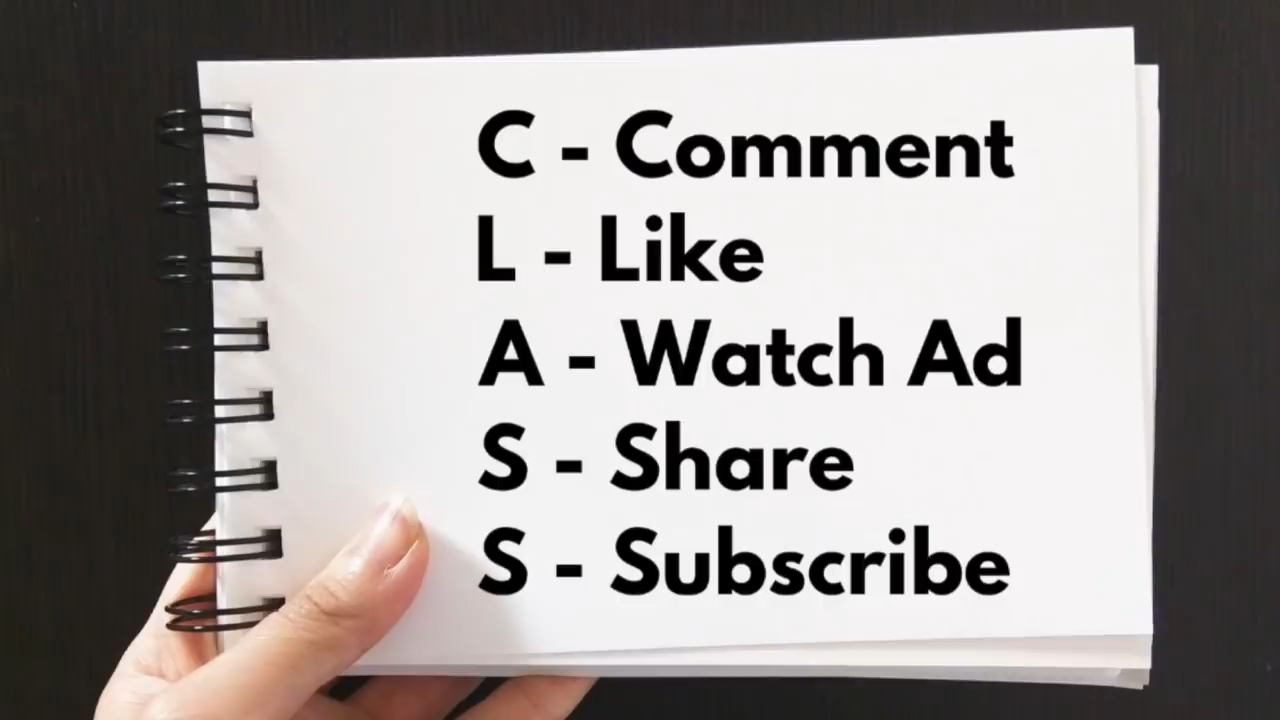 C - Comment
L - Like
A - Watch Ad
S - Share
S - Subscribe